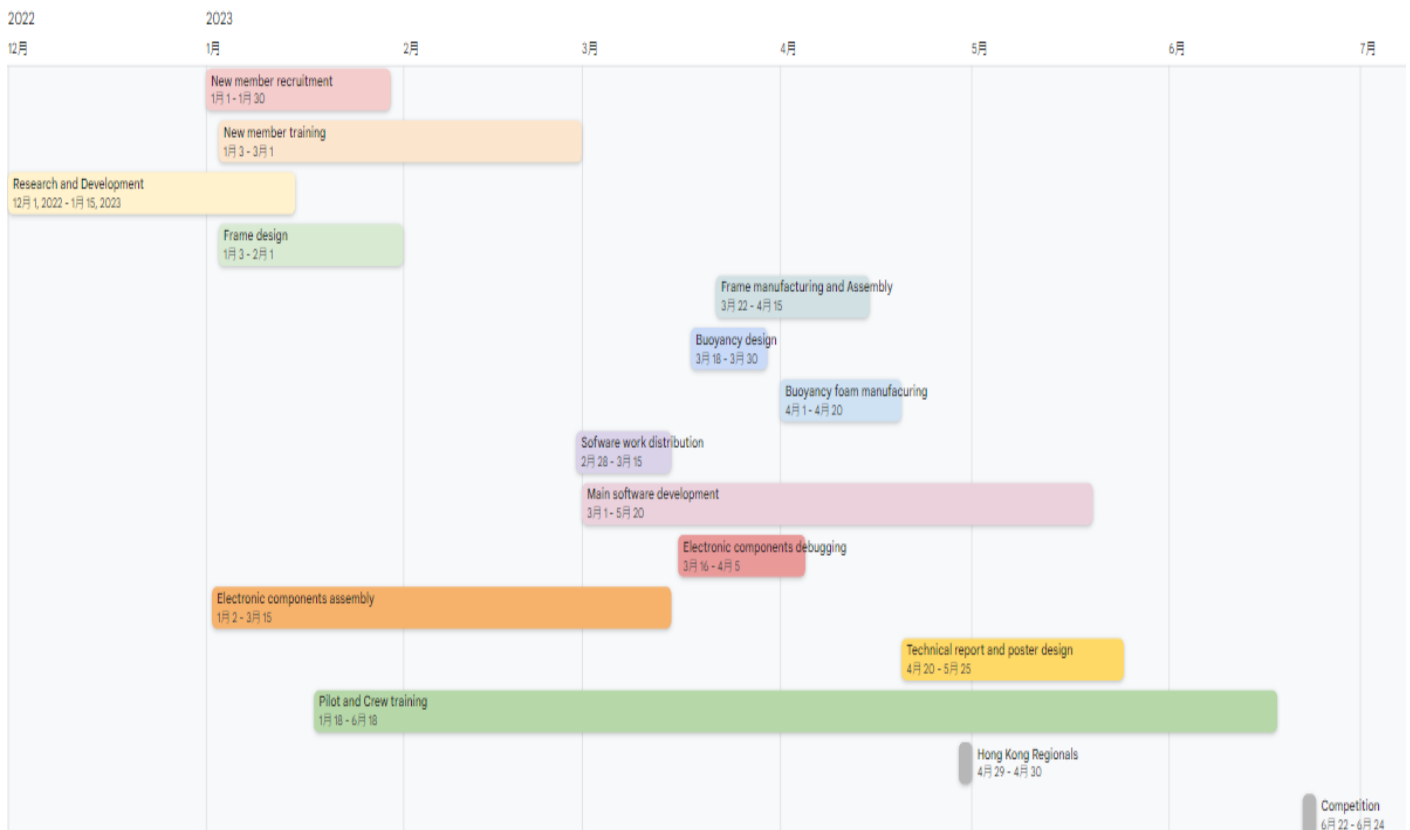 2022 2023
12月 1月 2月 3月 4月 5月 6月 7月
New member recruitment
1月 1 - 1月 30
New member training
1月 3 - 3月 1
Research and Development
12月 1, 2022 - 1月 15, 2023
Frame design
1月 3 - 2月 1
Frame manufacturing and Assembly
3月 22 - 4月 15
Buoyancy design
3月 18 - 3月 30
Buoyancy foam manufacuring
4月 1 - 4月 20
Sofware work distribution
2月 28 - 3月 15
Main software development
3月 1 - 5月 20
Electronic components debugging
3月 16 - 4月 5
Electronic components assembly
1月 2 - 3月 15
Technical report and poster design
4月 20 - 5月 25
Pilot and Crew training
1月 18 - 6月 18
Hong Kong Regionals
4月 29 - 4月 30
Competition
6月 22 - 6月 24